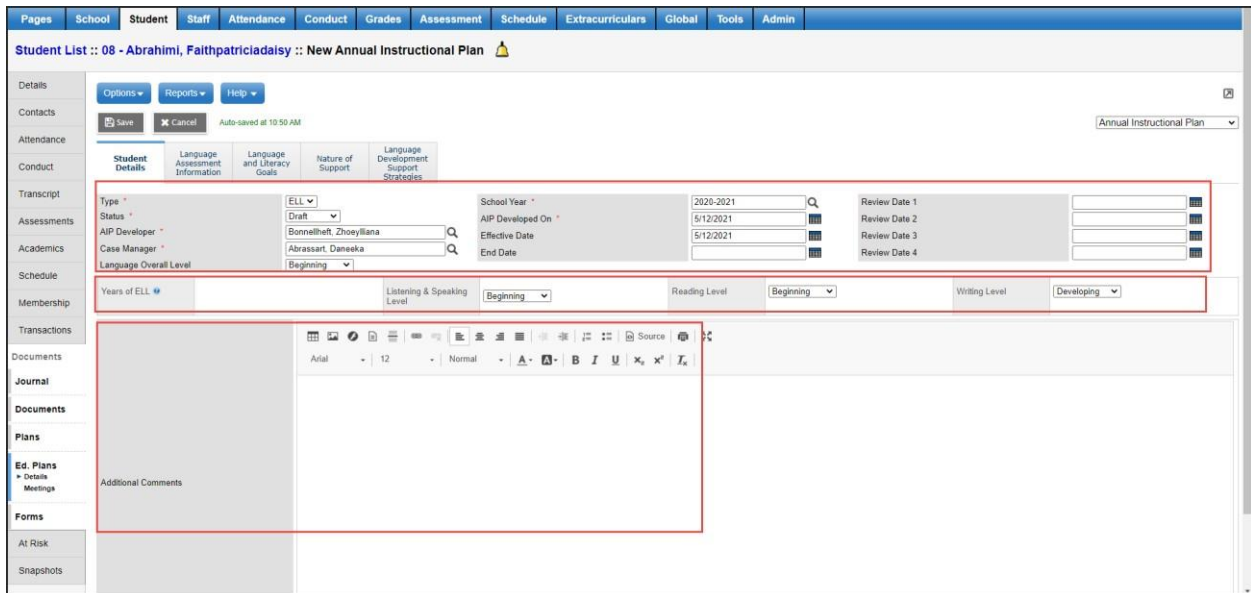 Pages School Student Staff Attendance Conduct Grades Assessment Schedule Extracurriculars Global Tools Admin
Student List :: 08 - Abrahimi, Faithpatriciadaisy :: New Annual Instructional Plan
Details
Contacts
Attendance
Conduct
Transcript
Assessments
Academics
Schedule
Membership
Transactions
Documents
Journal
Documents
Plans
Ed. Plans
Details
Meetings
Forms
At Risk
Snapshots
Options Reports Help
Save Cancel Auto-saved at 10:50 AM Annual Instructional Plan
Student Details
Language Assessment Information
Language and Literacy Goals
Nature of Support
Language Development Support Strategies
Type * ELL School Year * 2020-2021 Review Date 1
Status * Draft AIP Developed On * 5/12/2021 Review Date 2
AIP Developer * Bonnellheft, Zhoeylliana Effective Date 5/12/2021 Review Date 3
Case Manager * Abrassart, Daneeka End Date Review Date 4
Language Overall Level Beginning
Years of ELL Listening & Speaking Level Beginning Reading Level Beginning Writing Level Developing
Source
Arial 12 Normal A A B I U x₂ x² Tx
Additional Comments